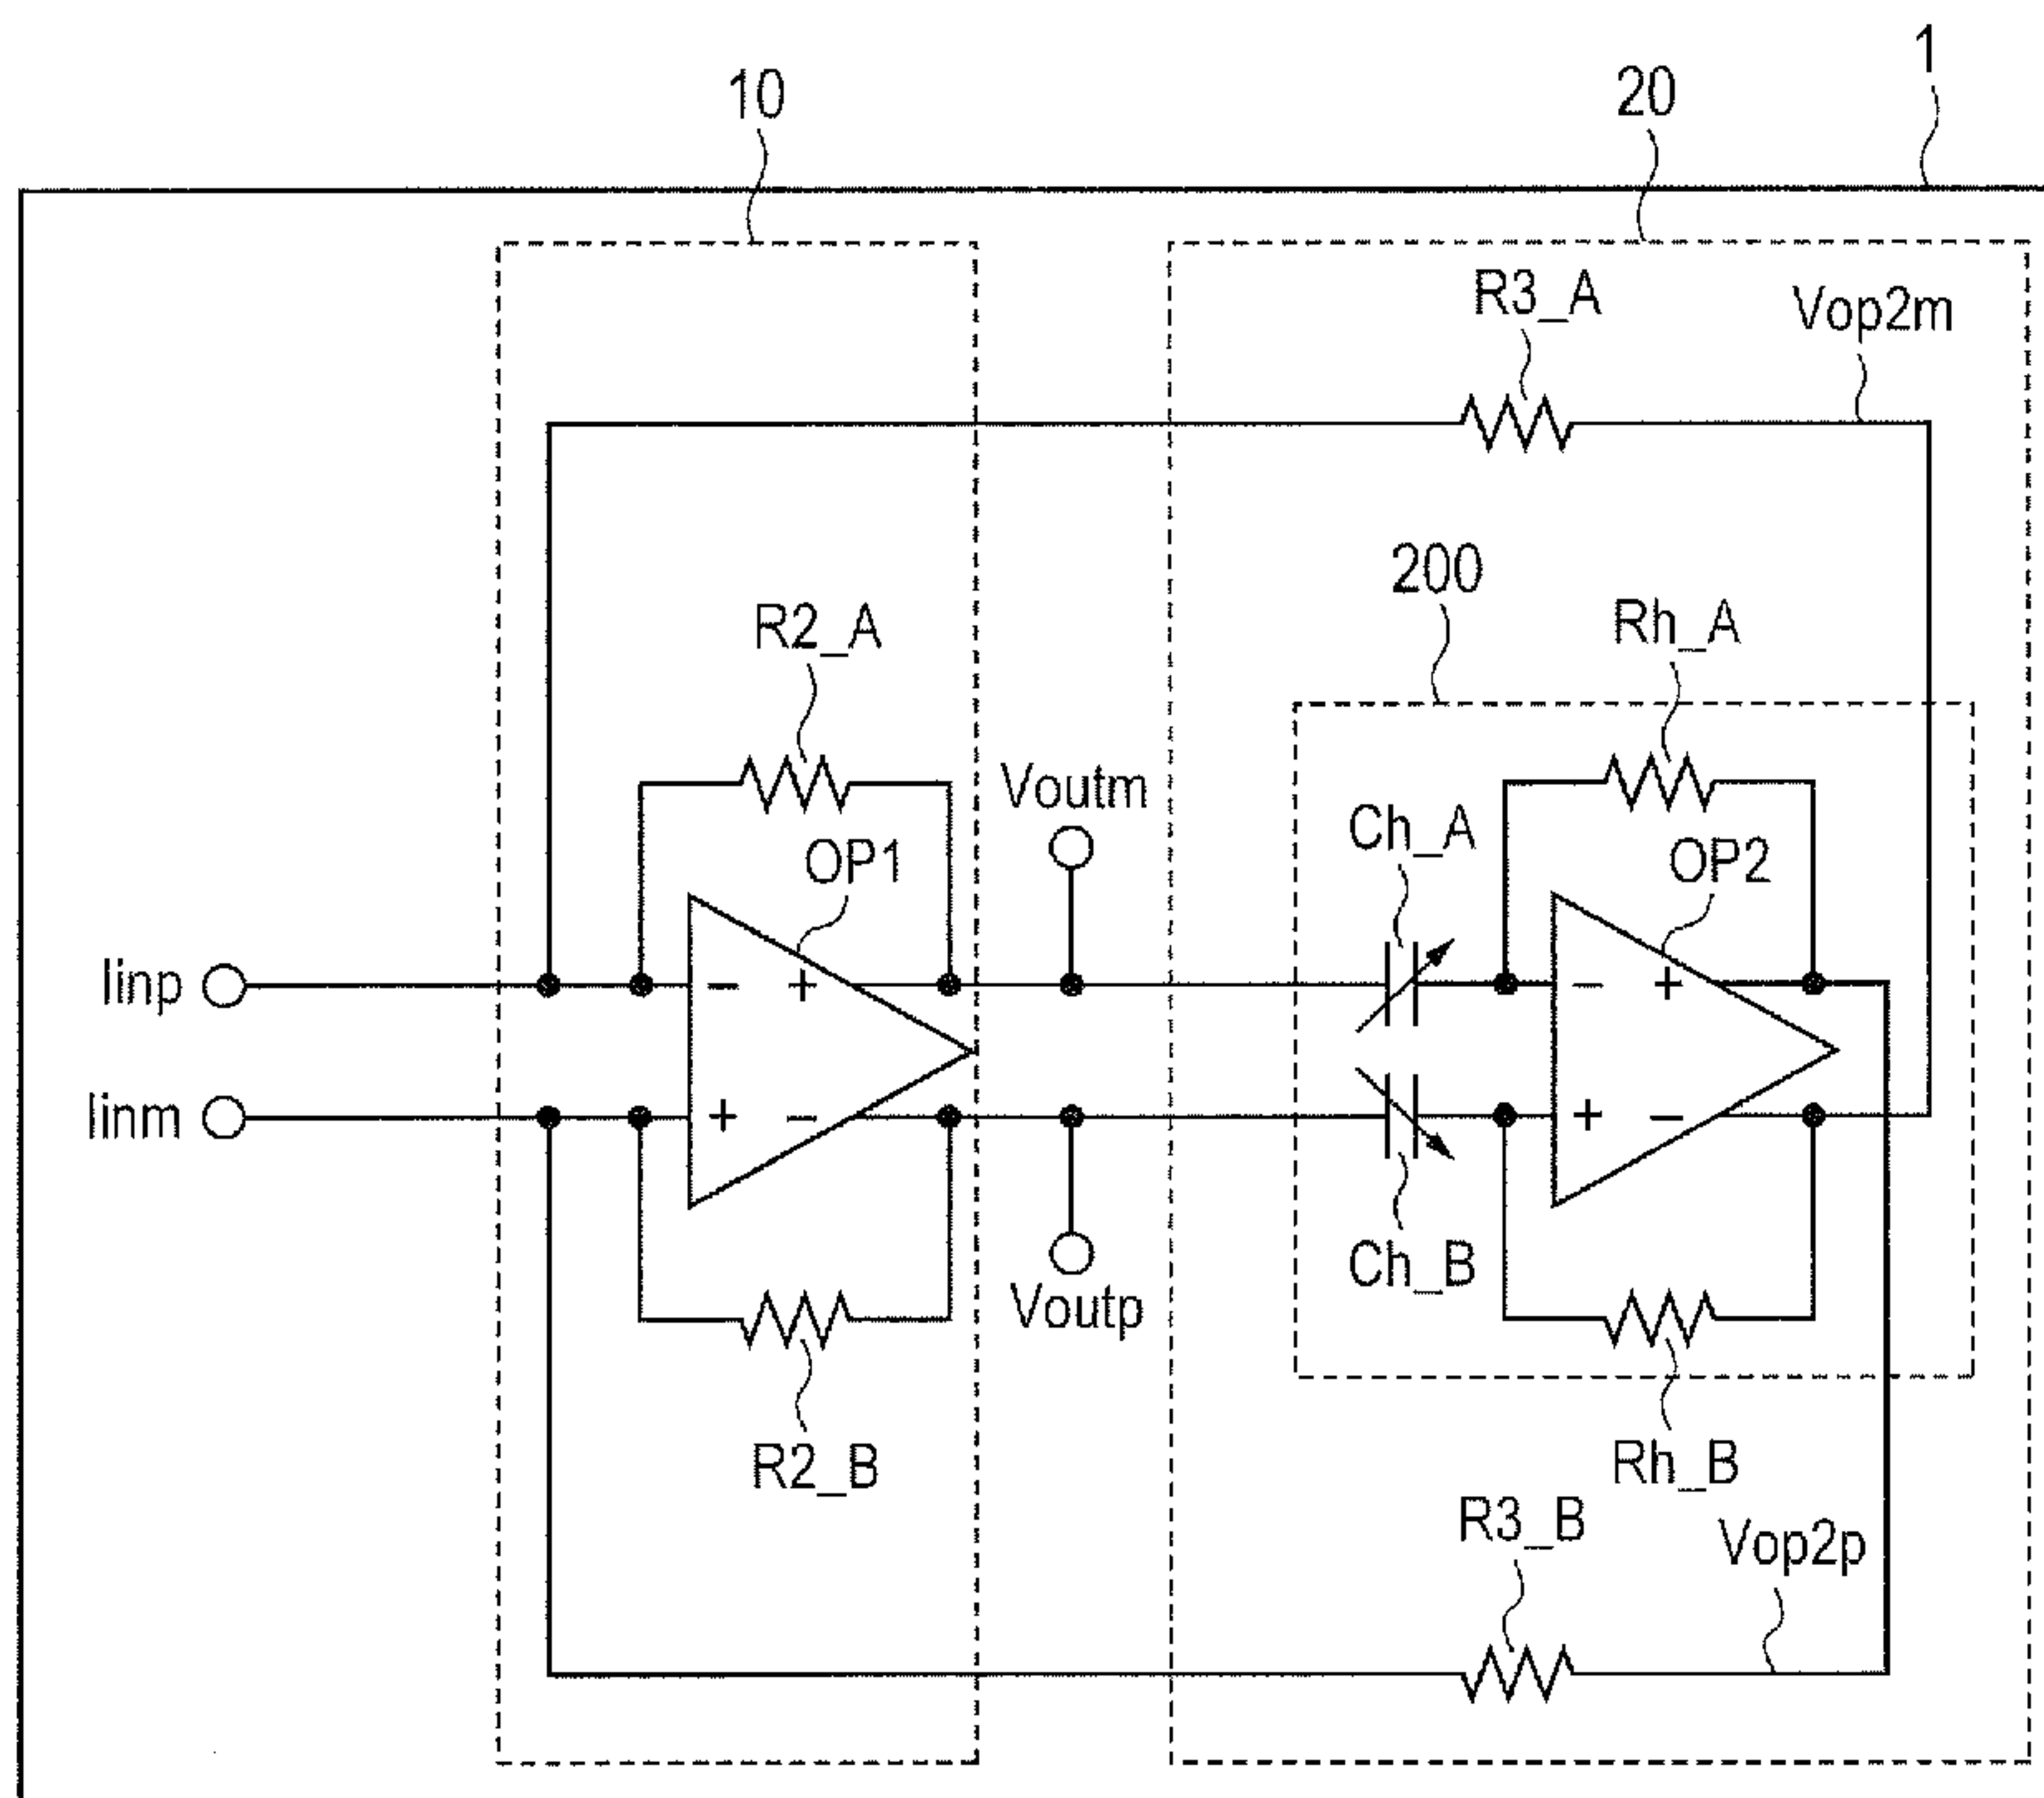 1
10
20
R3_A
Vop2m
200
R2_A
Rh_A
Voutm
Ch_A
OP1
OP2
Iinp
− +
− +
Iinm
+ −
+ −
Ch_B
Voutp
R2_B
Rh_B
R3_B
Vop2p